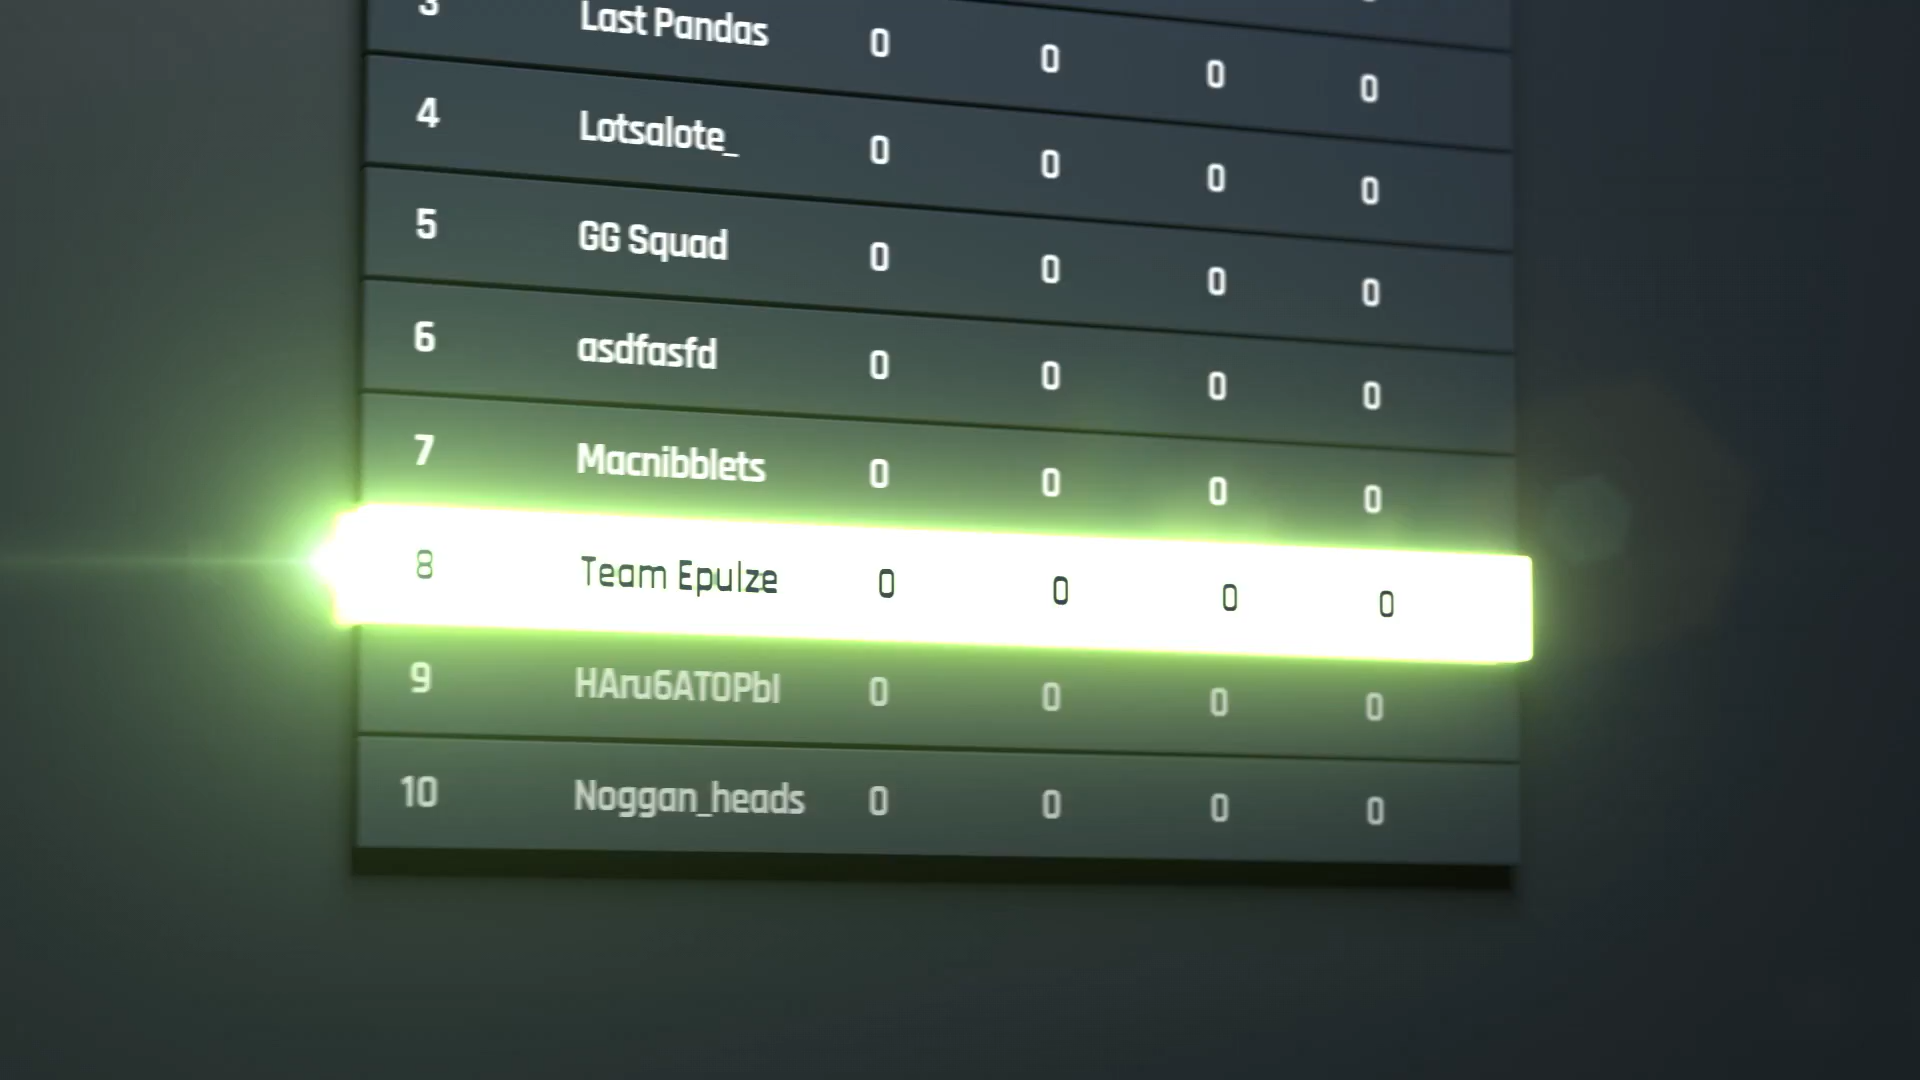 3 Last Pandas 0 0 0 0
4 Lotsalote_ 0 0 0 0
5 GG Squad 0 0 0 0
6 asdfasfd 0 0 0 0
7 Macnibblets 0 0 0 0
8 Team Epulze 0 0 0 0
9 HAru6ATOPbI 0 0 0 0
10 Noggan_heads 0 0 0 0